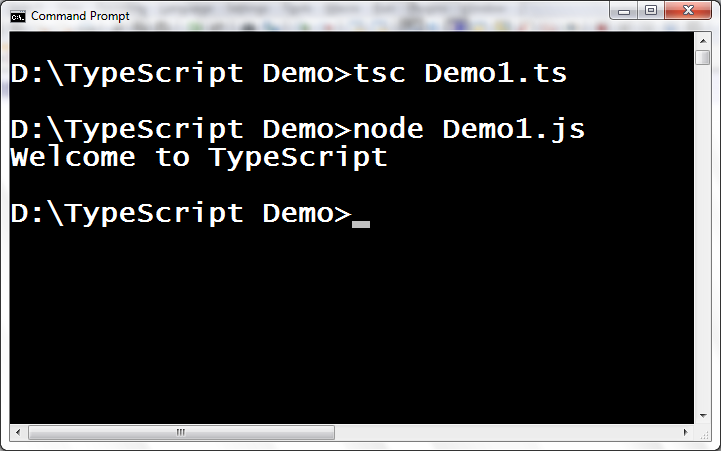 Command Prompt
D:\TypeScript Demo>tsc Demo1.ts
D:\TypeScript Demo>node Demo1.js
Welcome to TypeScript
D:\TypeScript Demo>